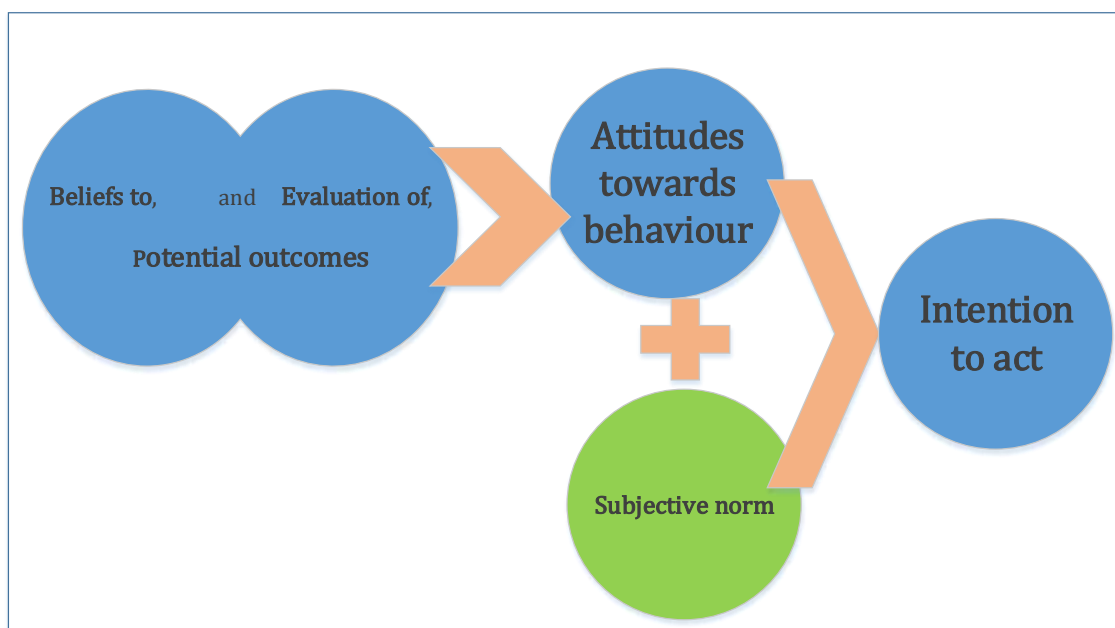 Beliefs to, and Evaluation of,
Potential outcomes
Attitudes
towards
behaviour
Subjective norm
Intention
to act